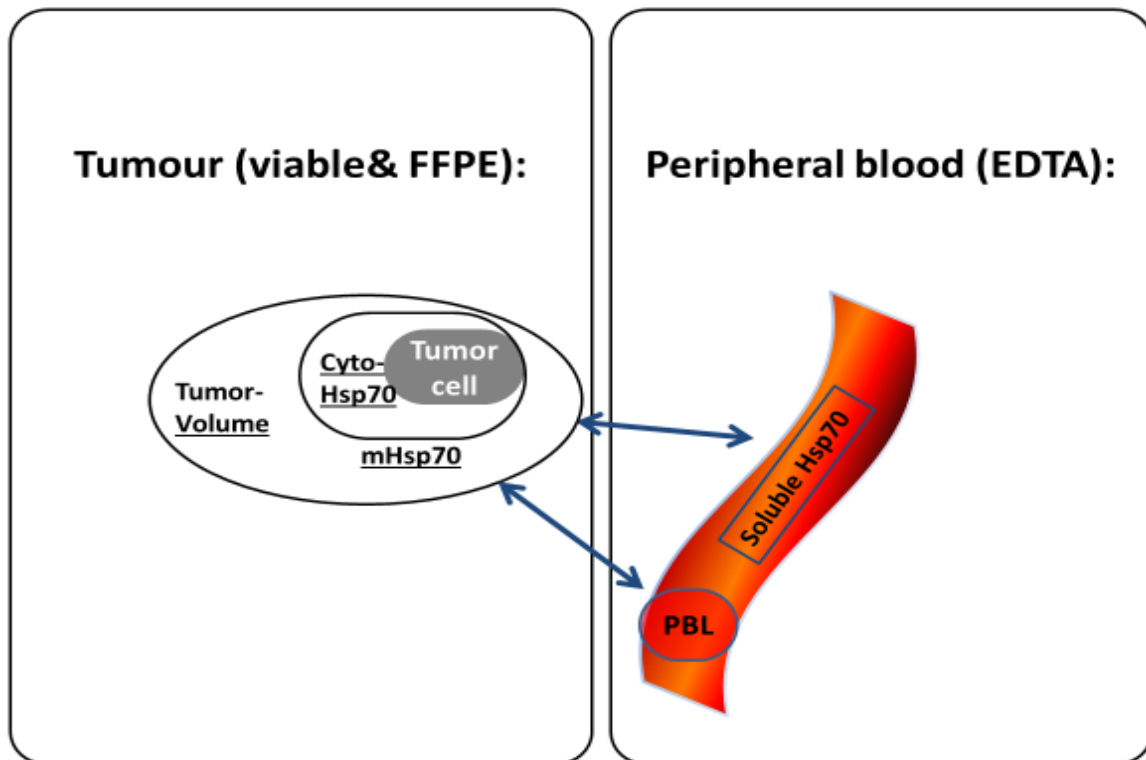 Tumour (viable& FFPE):
Peripheral blood (EDTA):
Cyto-
Hsp70
Tumor
cell
Tumor-
Volume
mHsp70
Soluble Hsp70
PBL